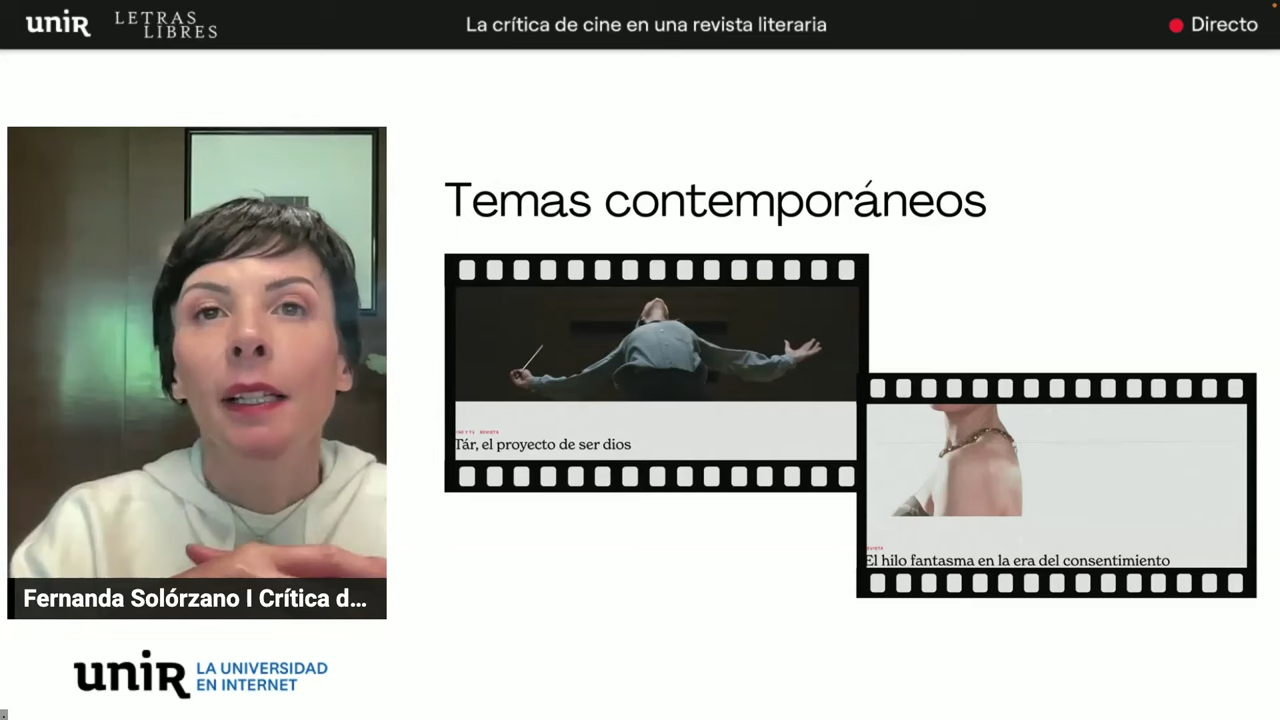 unir
LETRAS
LIBRES
La crítica de cine en una revista literaria
Directo
Temas contemporáneos
Tár, el proyecto de ser dios
El hilo fantasma en la era del consentimiento
Fernanda Solórzano I Crítica d...
unir
LA UNIVERSIDAD
EN INTERNET